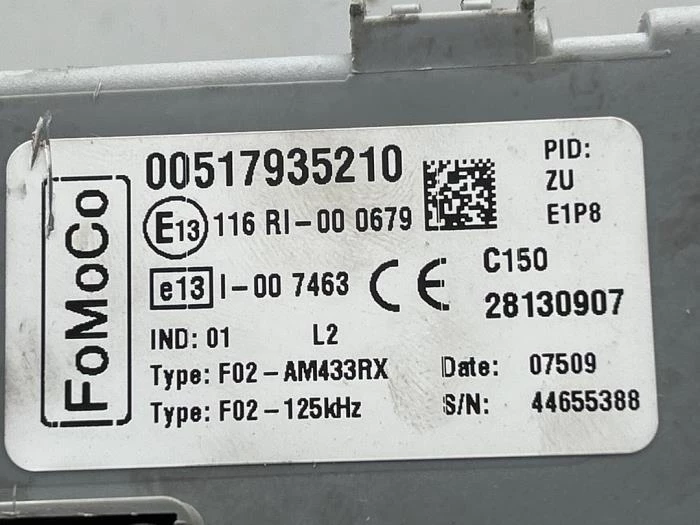 FoMoCo
00517935210
E13 116 RI-00 0679
e13 I-00 7463 CE
IND: 01 L2
Type: F02-AM433RX
Type: F02-125kHz
PID:
ZU
E1P8
C150
28130907
Date: 07509
S/N: 44655388